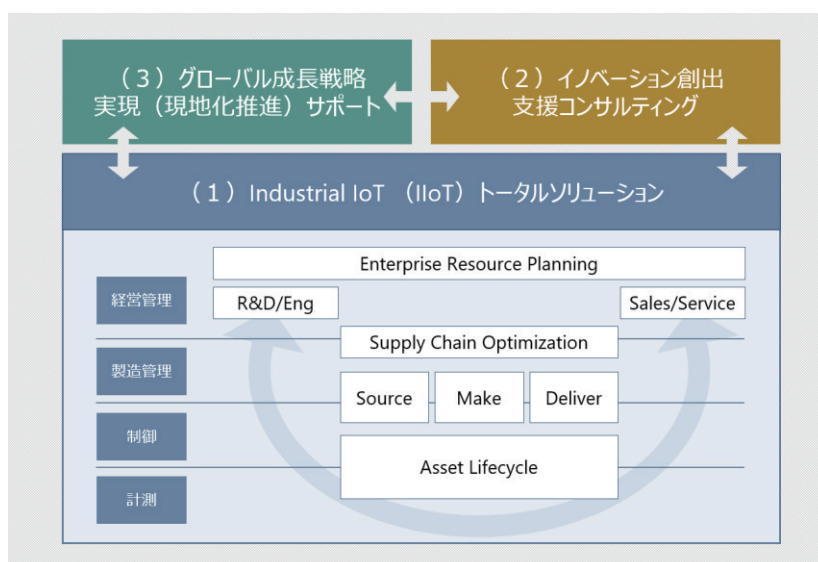 （3）グローバル成長戦略
実現（現地化推進）サポート
（2）イノベーション創出
支援コンサルティング
（1）Industrial IoT （IIoT）トータルソリューション
Enterprise Resource Planning
経営管理
R&D/Eng
Sales/Service
Supply Chain Optimization
製造管理
Source
Make
Deliver
制御
Asset Lifecycle
計測